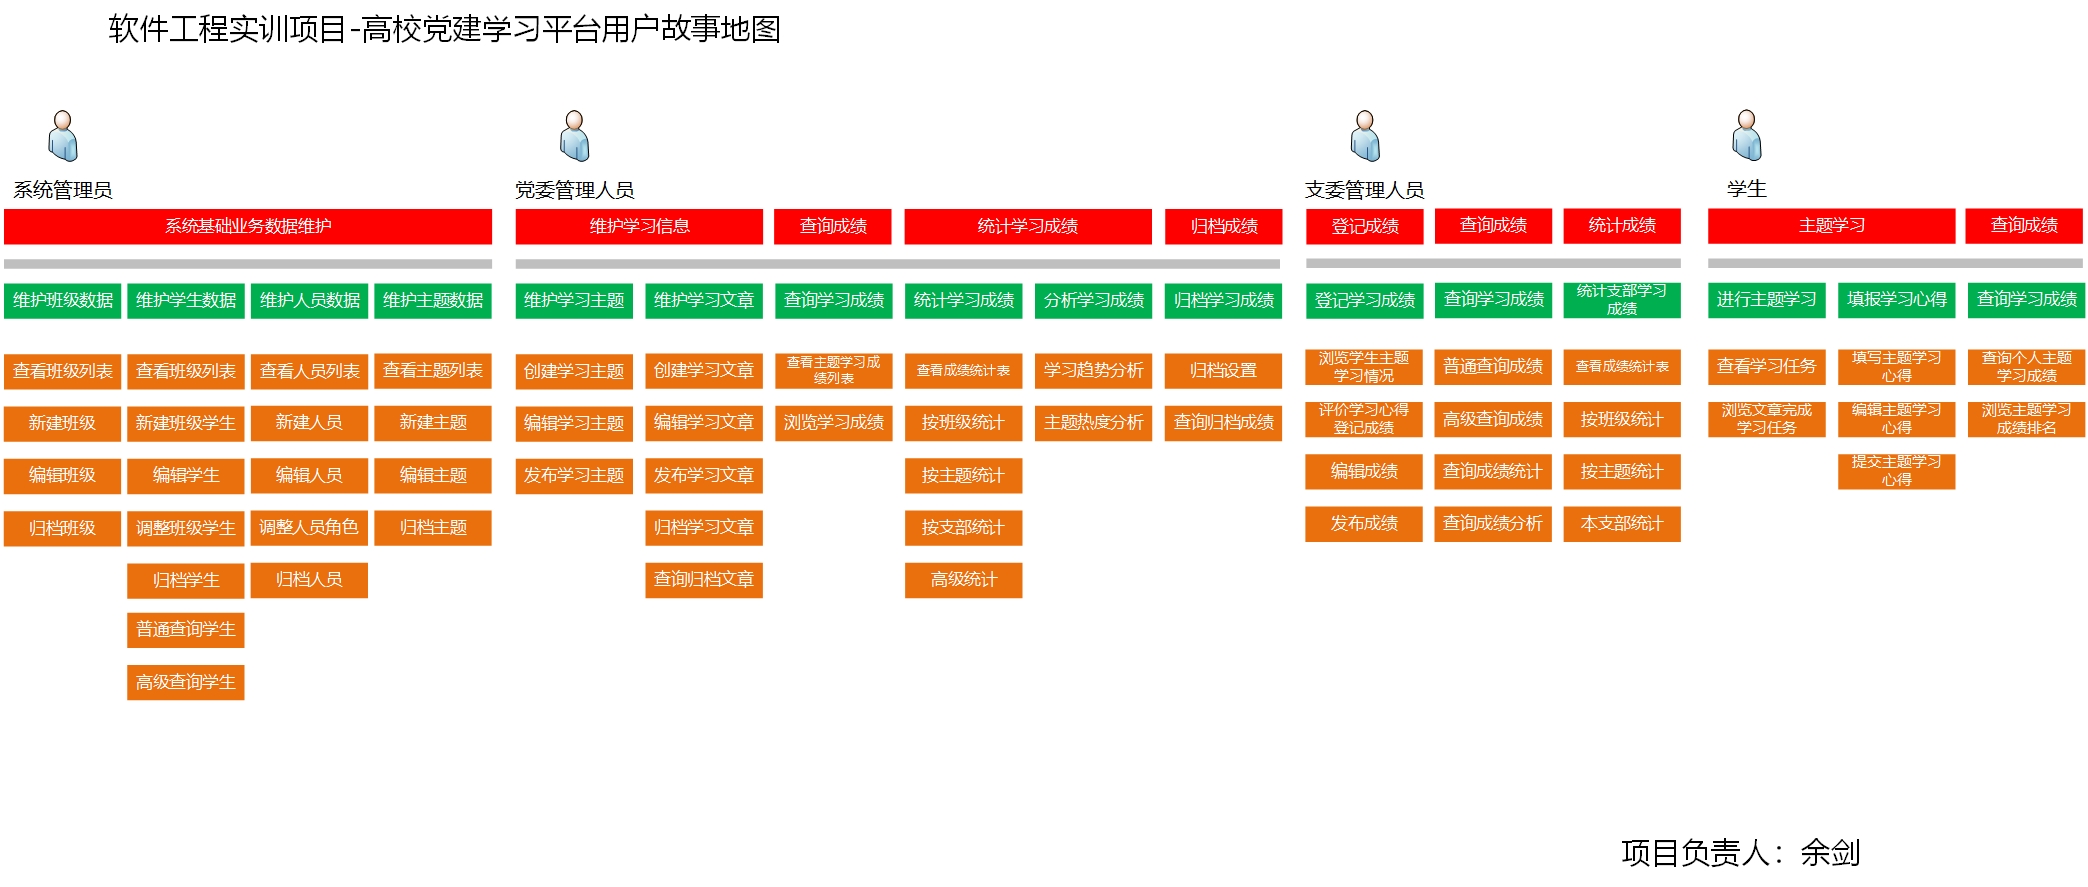 软件工程实训项目-高校党建学习平台用户故事地图
系统管理员
党委管理人员
支委管理人员
学生
系统基础业务数据维护
维护学习信息
查询成绩
统计学习成绩
归档成绩
登记成绩
查询成绩
统计成绩
主题学习
查询成绩
维护班级数据
维护学生数据
维护人员数据
维护主题数据
维护学习主题
维护学习文章
查询学习成绩
统计学习成绩
分析学习成绩
归档学习成绩
登记学习成绩
查询学习成绩
统计支部学习
成绩
进行主题学习
填报学习心得
查询学习成绩
查看班级列表
查看班级列表
查看人员列表
查看主题列表
创建学习主题
创建学习文章
查看主题学习成
绩列表
查看成绩统计表
学习趋势分析
归档设置
浏览学生主题
学习情况
普通查询成绩
查看成绩统计表
查看学习任务
填写主题学习
心得
查询个人主题
学习成绩
新建班级
新建班级学生
新建人员
新建主题
编辑学习主题
编辑学习文章
浏览学习成绩
按班级统计
主题热度分析
查询归档成绩
评价学习心得
登记成绩
高级查询成绩
按班级统计
浏览文章完成
学习任务
编辑主题学习
心得
浏览主题学习
成绩排名
编辑班级
编辑学生
编辑人员
编辑主题
发布学习主题
发布学习文章
按主题统计
编辑成绩
查询成绩统计
按主题统计
提交主题学习
心得
归档班级
调整班级学生
调整人员角色
归档主题
归档学习文章
按支部统计
发布成绩
查询成绩分析
本支部统计
归档学生
归档人员
查询归档文章
高级统计
普通查询学生
高级查询学生
项目负责人：余剑